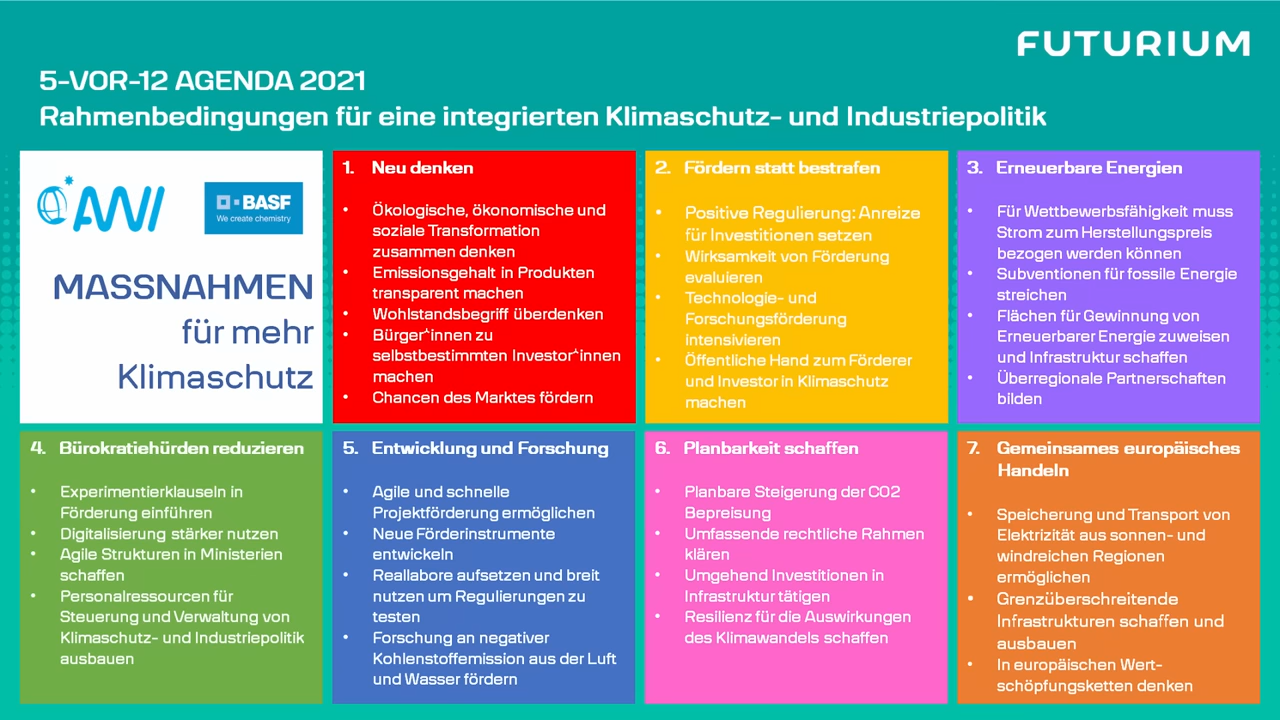 FUTURIUM
5-VOR-12 AGENDA 2021
Rahmenbedingungen für eine integrierten Klimaschutz- und Industriepolitik
ANI
BASF
We create chemistry
MASSNAHMEN
für mehr
Klimaschutz
1. Neu denken
• Ökologische, ökonomische und
soziale Transformation
zusammen denken
• Emissionsgehalt in Produkten
transparent machen
• Wohlstandsbegriff überdenken
• Bürger*innen zu
selbstbestimmten Investor*innen
machen
• Chancen des Marktes fördern
2. Fördern statt bestrafen
• Positive Regulierung: Anreize
für Investitionen setzen
• Wirksamkeit von Förderung
evaluieren
• Technologie- und
Forschungsförderung
intensivieren
• Öffentliche Hand zum Förderer
und Investor in Klimaschutz
machen
3. Erneuerbare Energien
• Für Wettbewerbsfähigkeit muss
Strom zum Herstellungspreis
bezogen werden können
• Subventionen für fossile Energie
streichen
• Flächen für Gewinnung von
Erneuerbarer Energie zuweisen
und Infrastruktur schaffen
• Überregionale Partnerschaften
bilden
4. Bürokratiehürden reduzieren
• Experimentierklauseln in
Förderung einführen
• Digitalisierung stärker nutzen
• Agile Strukturen in Ministerien
schaffen
• Personalressourcen für
Steuerung und Verwaltung von
Klimaschutz- und Industriepolitik
ausbauen
5. Entwicklung und Forschung
• Agile und schnelle
Projektförderung ermöglichen
• Neue Förderinstrumente
entwickeln
• Reallabore aufsetzen und breit
nutzen um Regulierungen zu
testen
• Forschung an negativer
Kohlenstoffemission aus der Luft
und Wasser fördern
6. Planbarkeit schaffen
• Planbare Steigerung der CO2
Bepreisung
• Umfassende rechtliche Rahmen
klären
• Umgehend Investitionen in
Infrastruktur tätigen
• Resilienz für die Auswirkungen
des Klimawandels schaffen
7. Gemeinsames europäisches
Handeln
• Speicherung und Transport von
Elektrizität aus sonnen- und
windreichen Regionen
ermöglichen
• Grenzüberschreitende
Infrastrukturen schaffen und
ausbauen
• In europäischen Wert-
schöpfungsketten denken